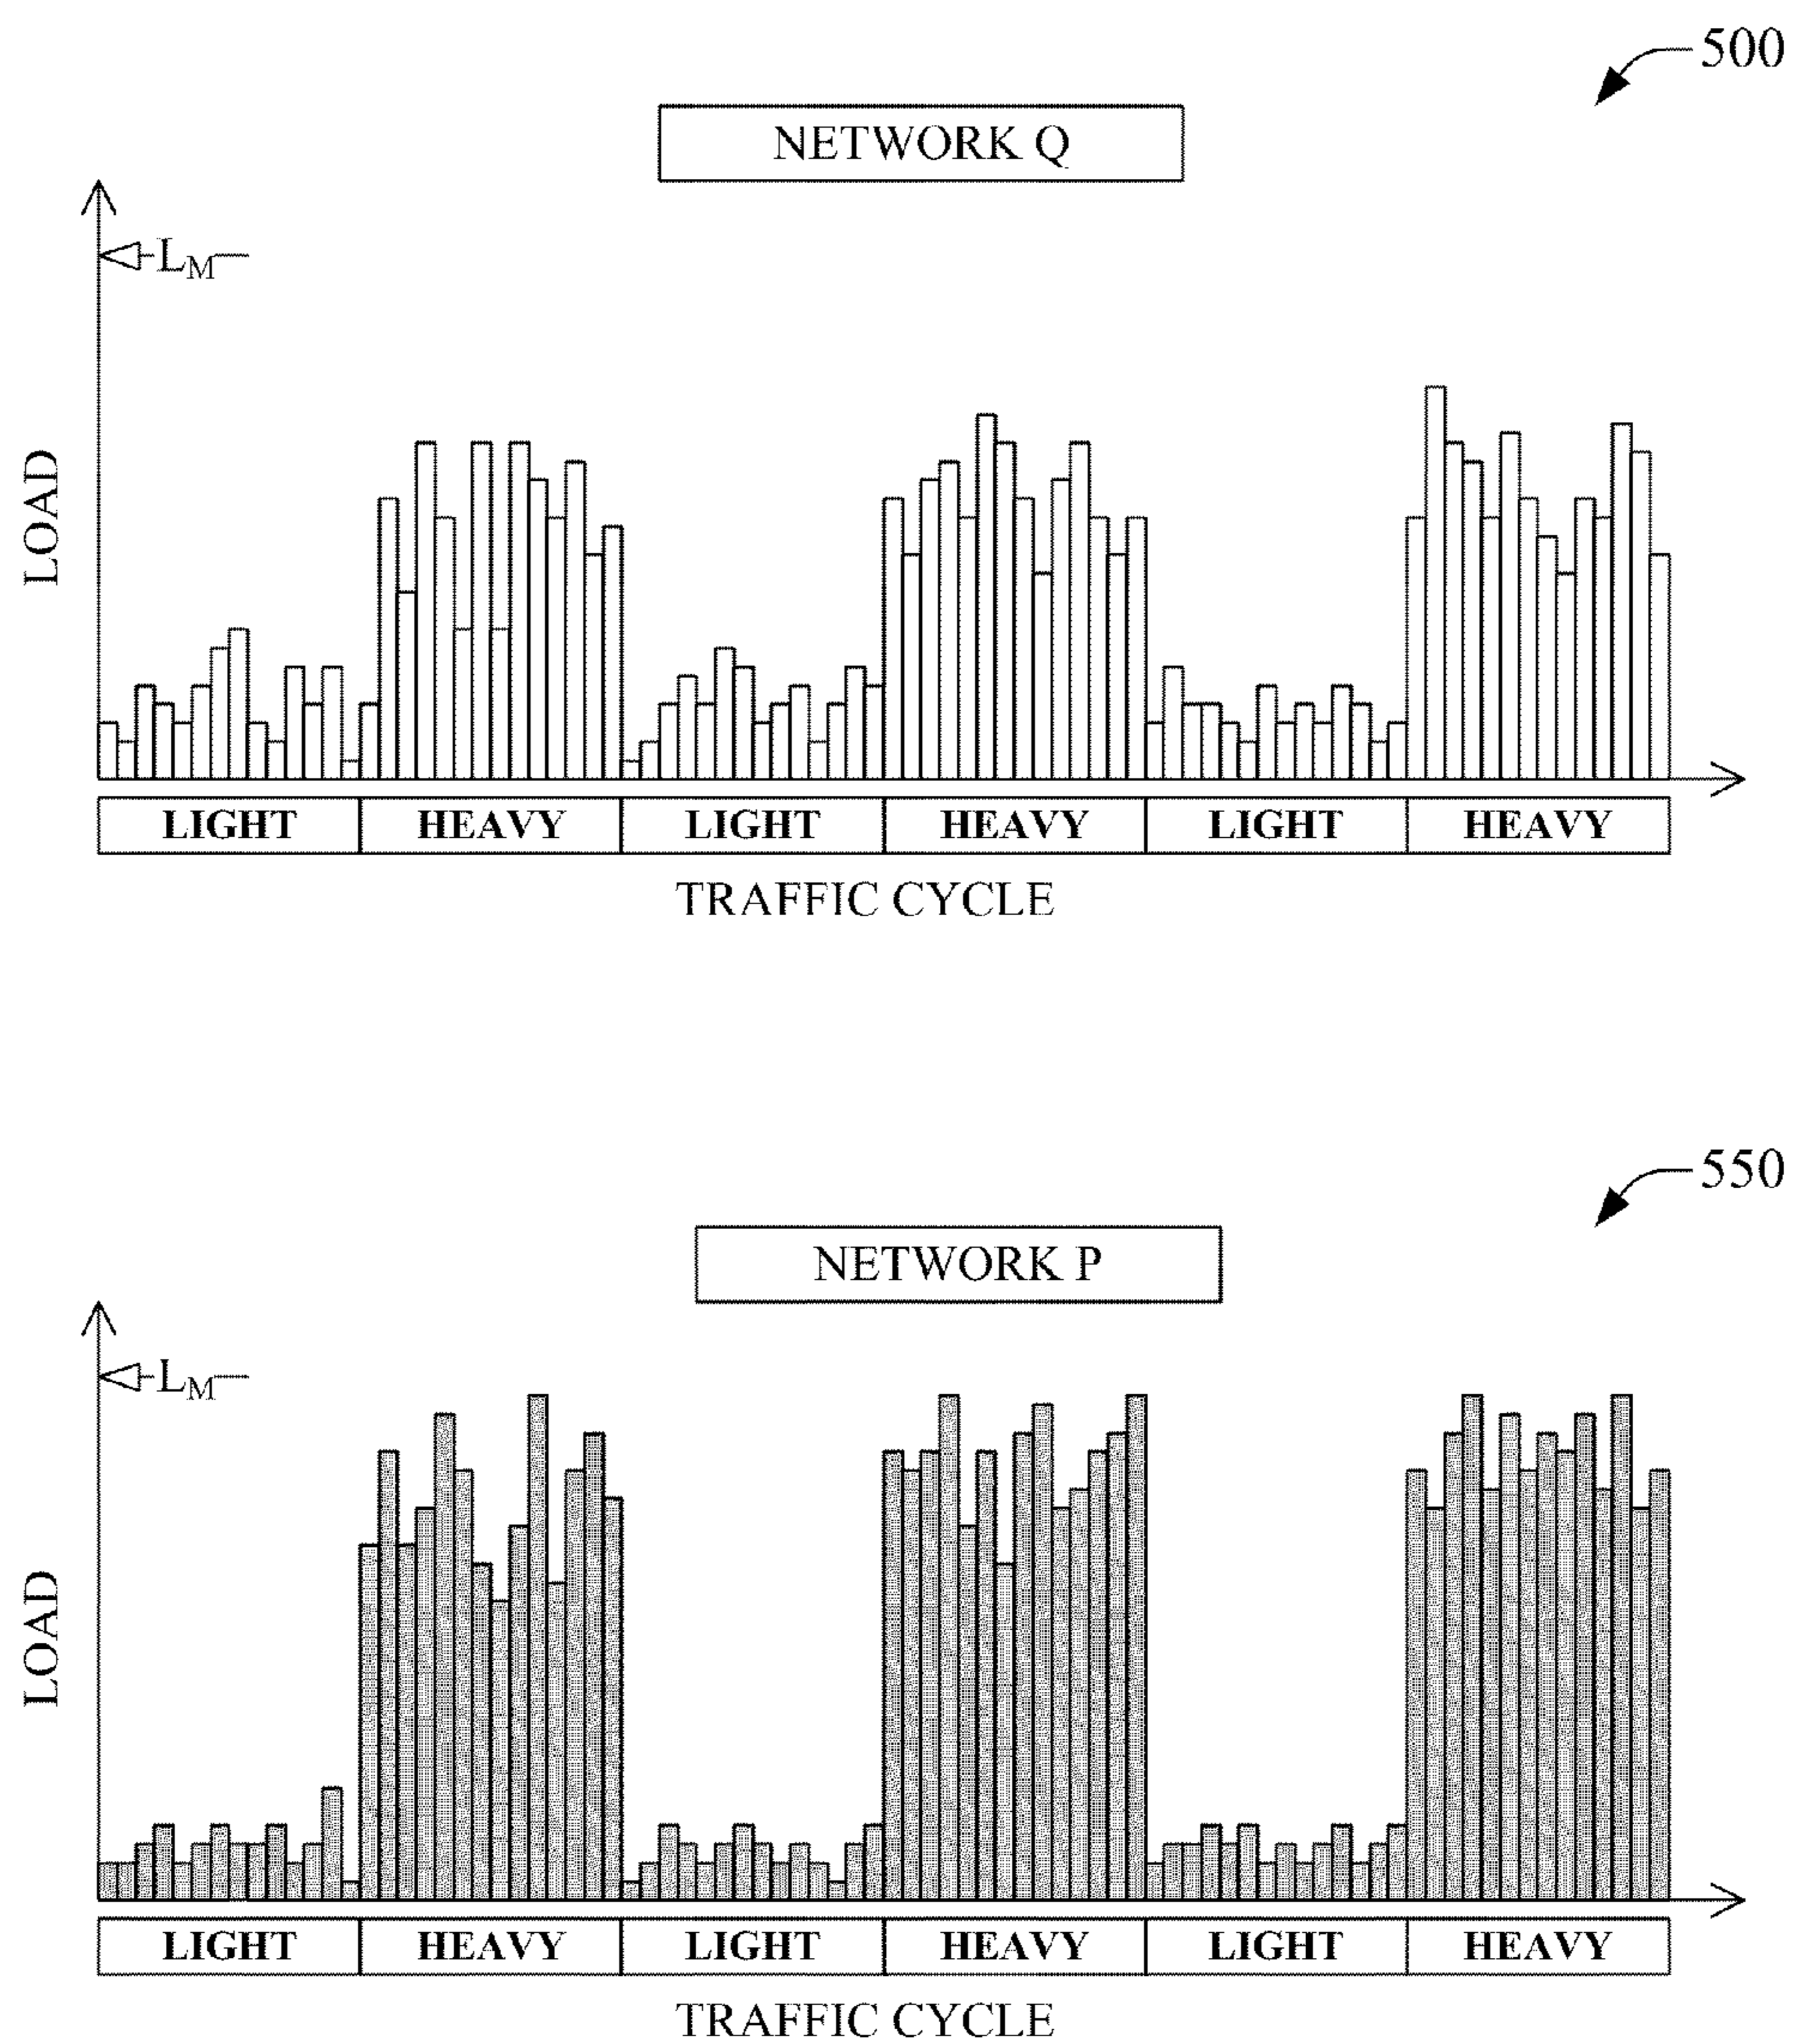 500
NETWORK Q
LM
LOAD
LIGHT HEAVY LIGHT HEAVY LIGHT HEAVY
TRAFFIC CYCLE
550
NETWORK P
LM
LOAD
LIGHT HEAVY LIGHT HEAVY LIGHT HEAVY
TRAFFIC CYCLE